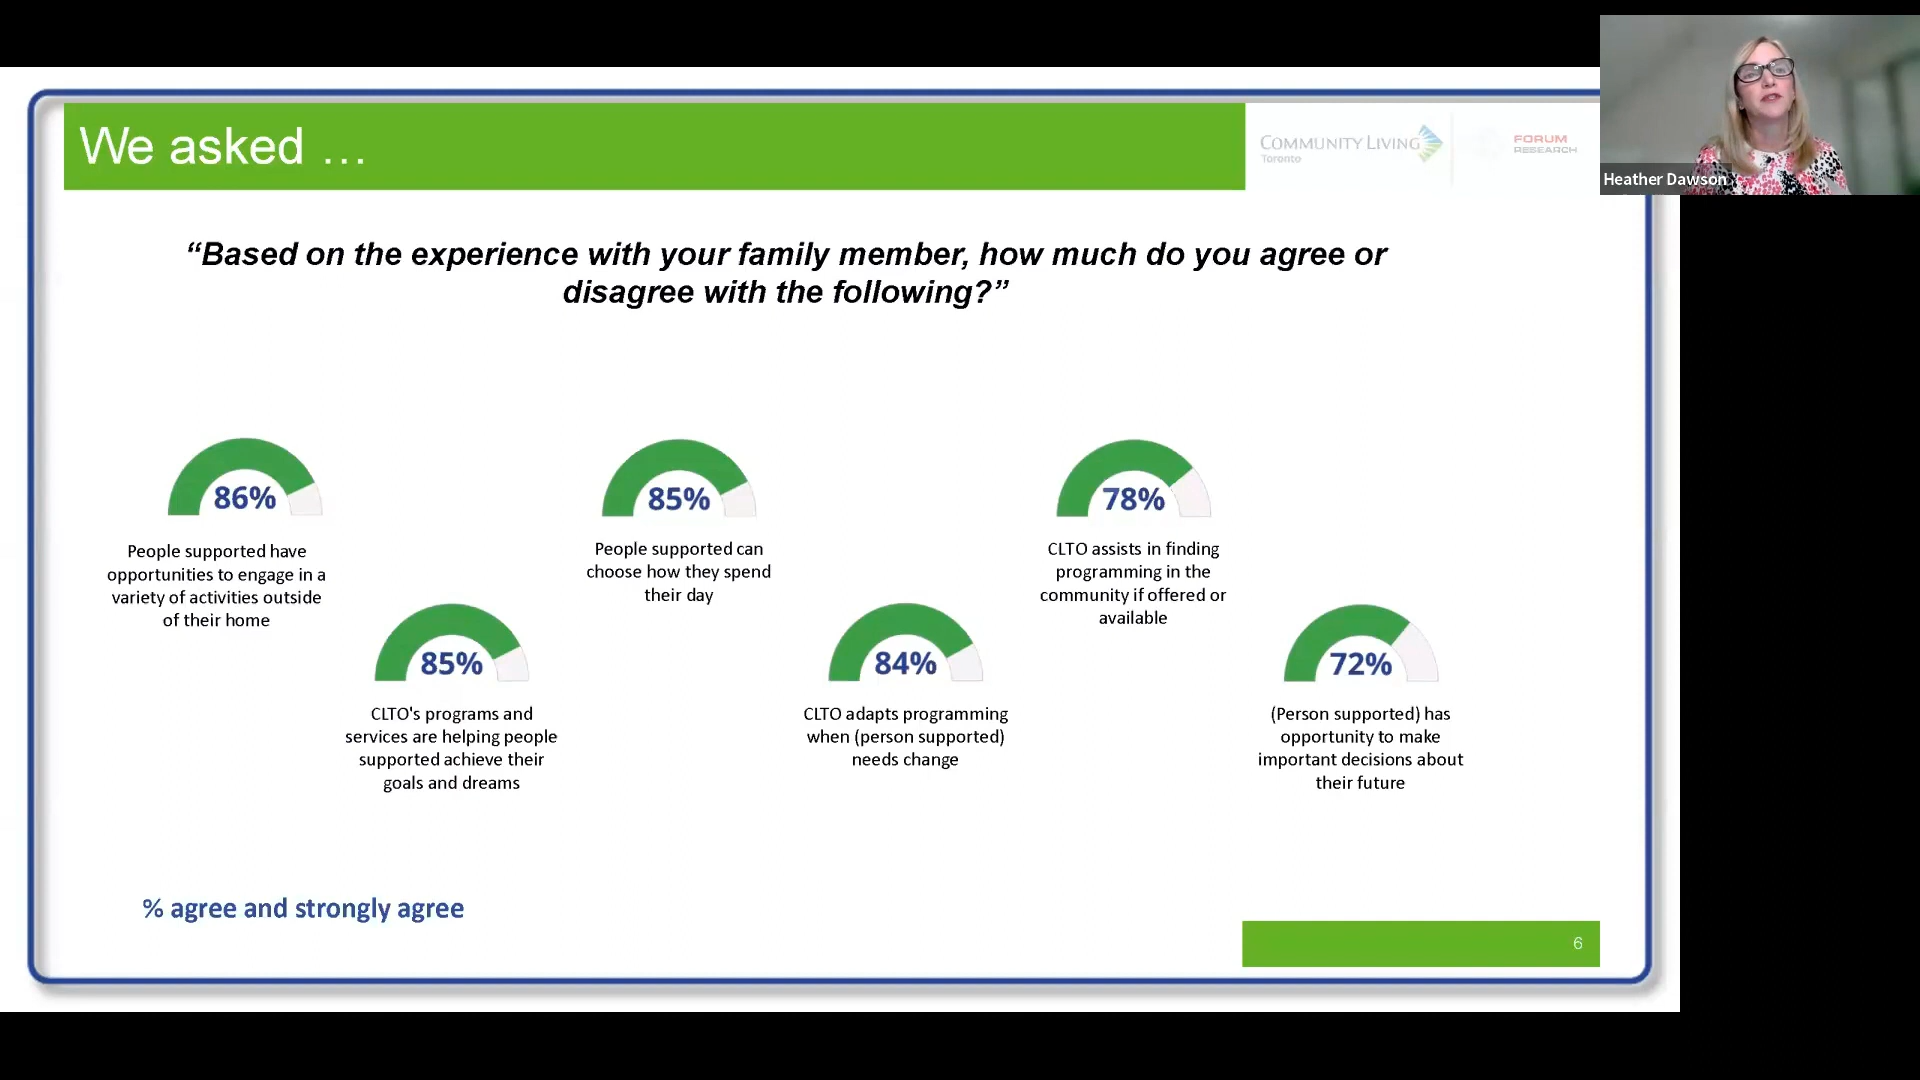 We asked …
COMMUNITY LIVING
Toronto
FORUM
RESEARCH
Heather Dawson
“Based on the experience with your family member, how much do you agree or
disagree with the following?”
86%
People supported have
opportunities to engage in a
variety of activities outside
of their home
85%
CLTO's programs and
services are helping people
supported achieve their
goals and dreams
85%
People supported can
choose how they spend
their day
84%
CLTO adapts programming
when (person supported)
needs change
78%
CLTO assists in finding
programming in the
community if offered or
available
72%
(Person supported) has
opportunity to make
important decisions about
their future
% agree and strongly agree
6